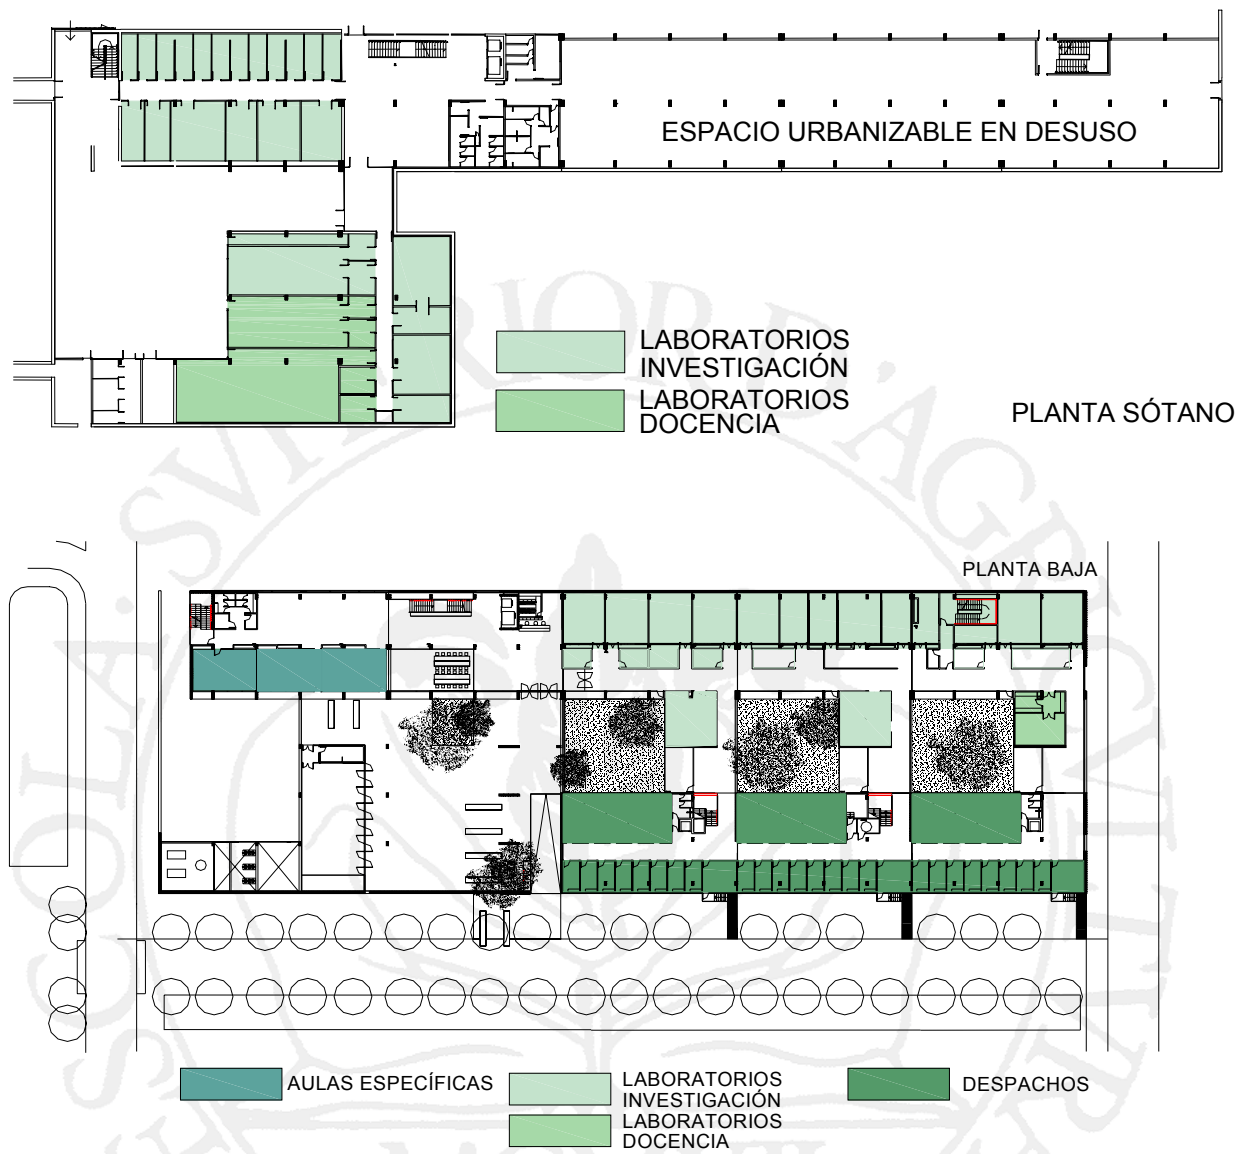 ESPACIO URBANIZABLE EN DESUSO
LABORATORIOS
INVESTIGACIÓN
LABORATORIOS
DOCENCIA
PLANTA SÓTANO
PLANTA BAJA
AULAS ESPECÍFICAS
LABORATORIOS
INVESTIGACIÓN
LABORATORIOS
DOCENCIA
DESPACHOS